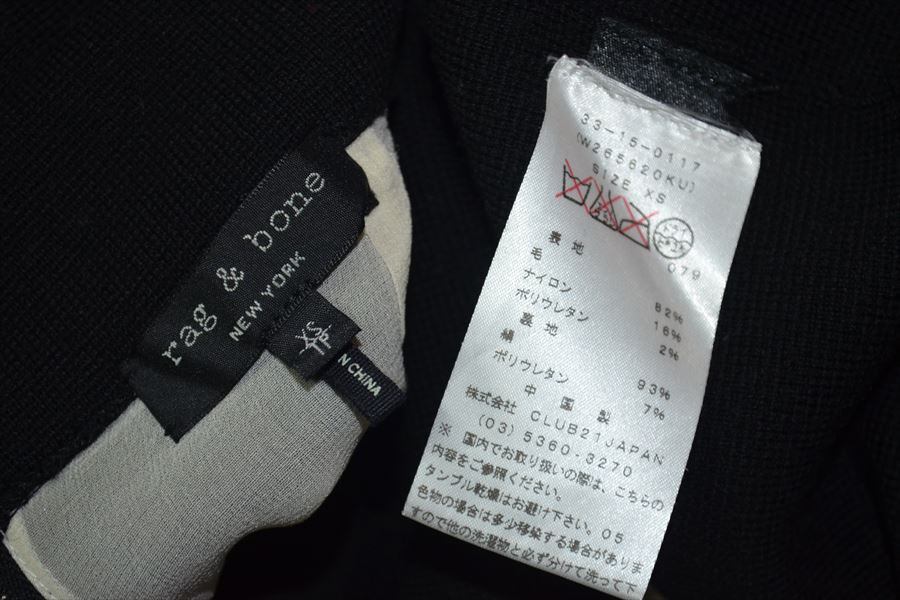 rag & bone
NEW YORK
XS
TP
N CHINA
33-15-0117
(W265620KU)
SIZE XS
079
表地
毛 82%
ナイロン 16%
ポリウレタン 2%
裏地
絹 93%
ポリウレタン 7%
中国製
株式会社 CLUB21JAPAN
(03)5360-3270
※ 国内でお取り扱いの際は、こちらの
内容をご参照ください。
タンブル乾燥はお避け下さい。05
色物の場合は多少移染する場合がありま
すので他の洗濯物と必ず分けて洗って下